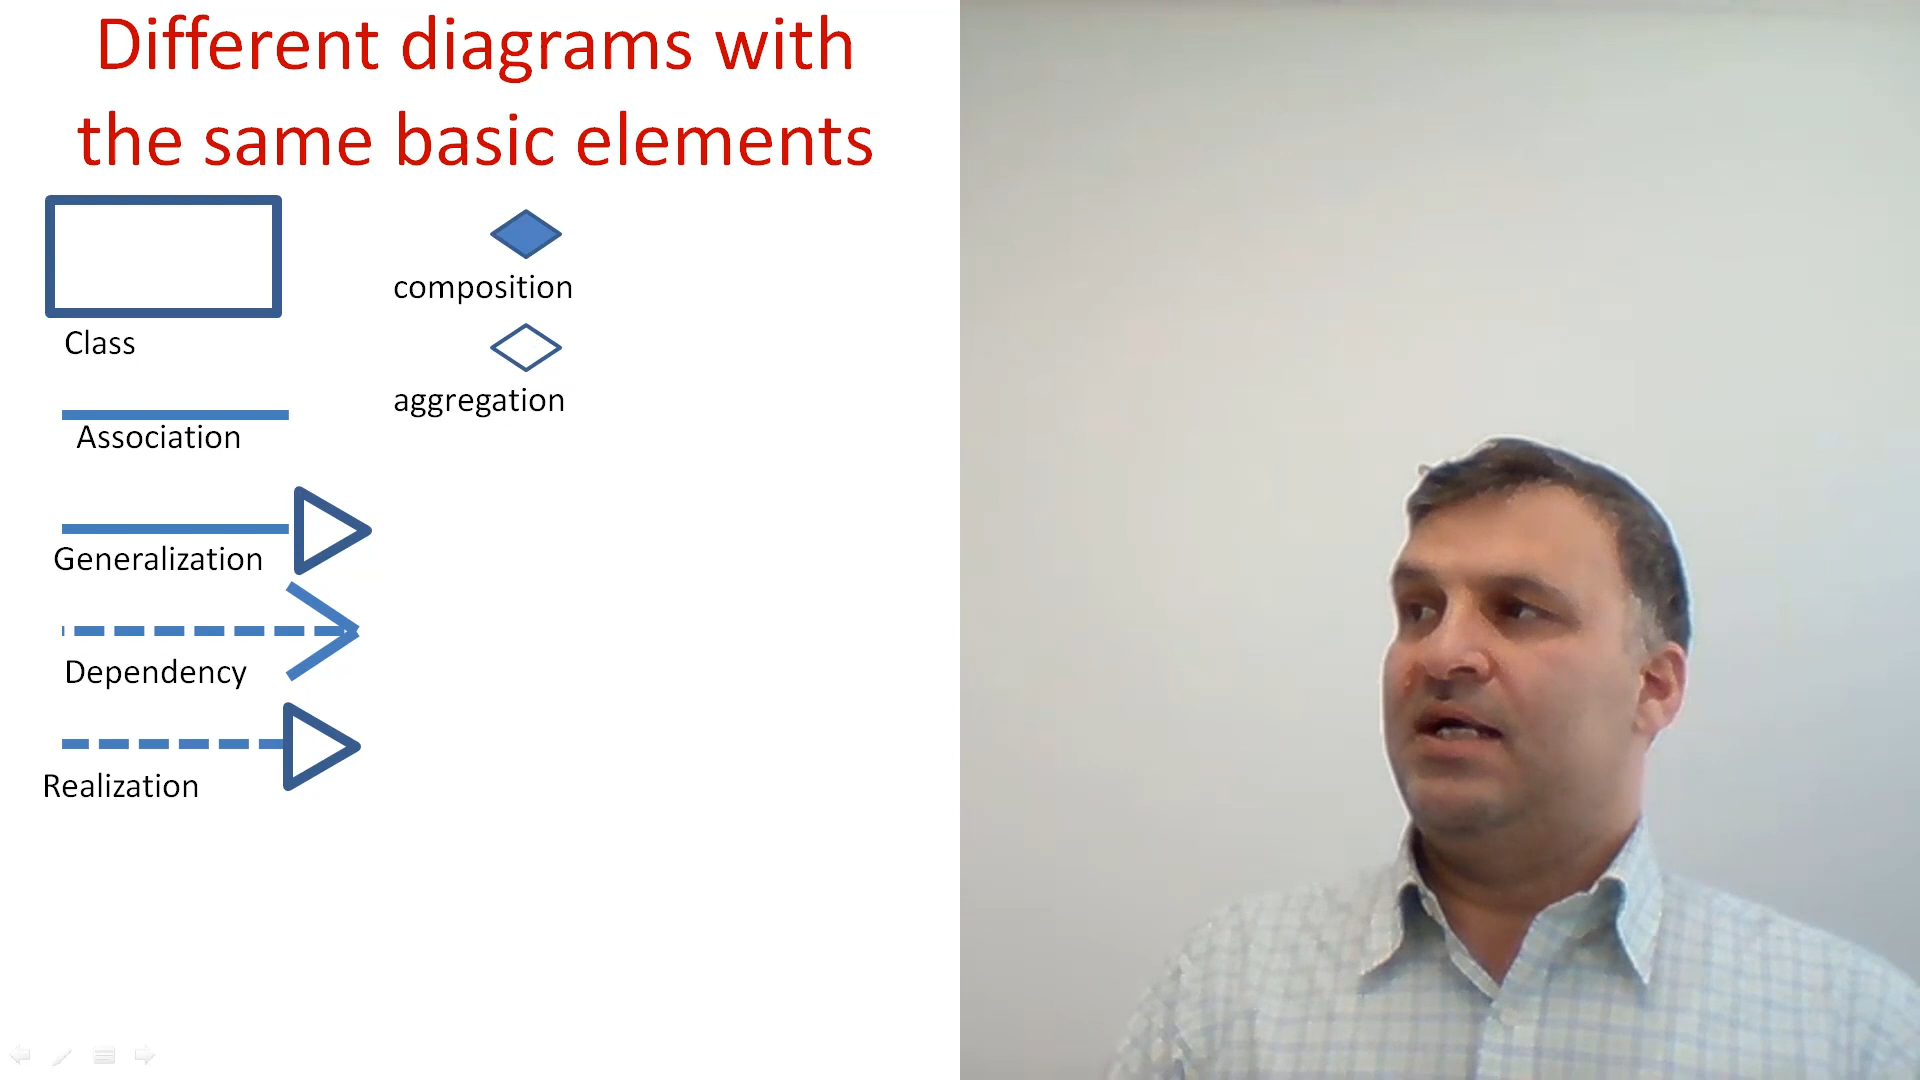 Different diagrams with
the same basic elements
Class
Association
Generalization
Dependency
Realization
composition
aggregation